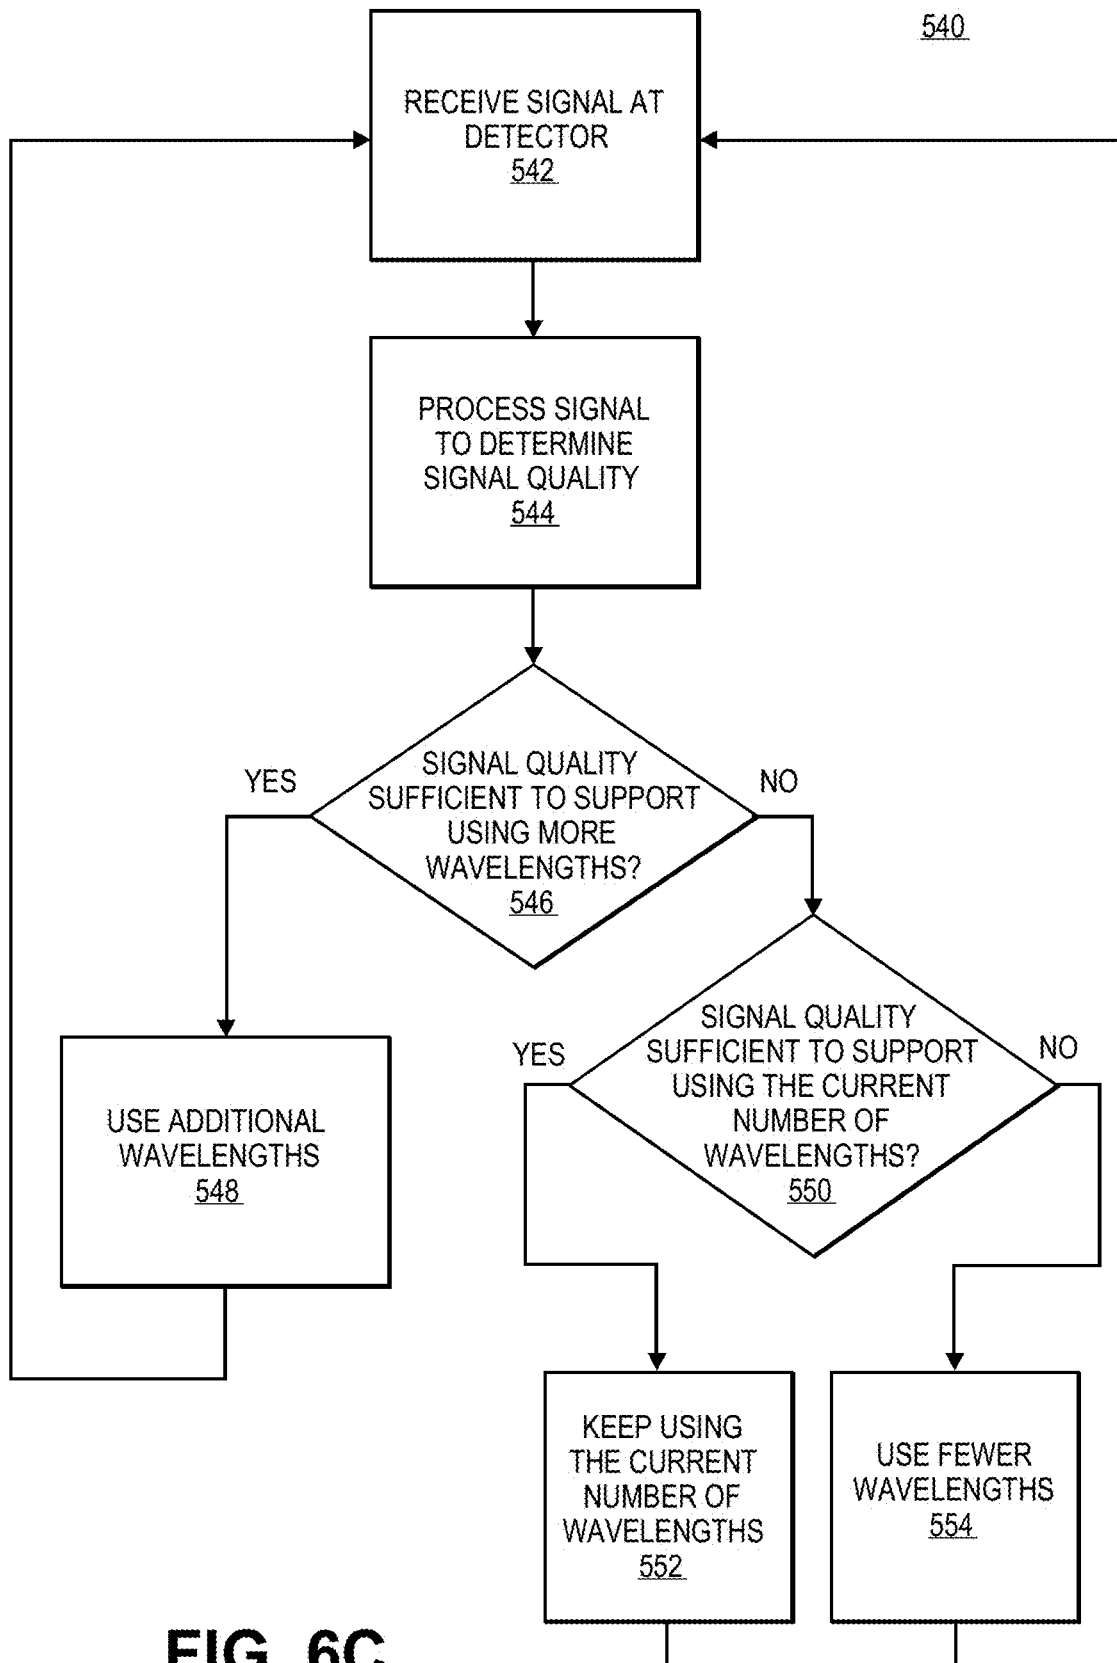 540
RECEIVE SIGNAL AT
DETECTOR
542
PROCESS SIGNAL
TO DETERMINE
SIGNAL QUALITY
544
YES
SIGNAL QUALITY
SUFFICIENT TO SUPPORT
USING MORE
WAVELENGTHS?
546
NO
USE ADDITIONAL
WAVELENGTHS
548
YES
SIGNAL QUALITY
SUFFICIENT TO SUPPORT
USING THE CURRENT
NUMBER OF
WAVELENGTHS?
550
NO
KEEP USING
THE CURRENT
NUMBER OF
WAVELENGTHS
552
USE FEWER
WAVELENGTHS
554
FIG. 6C